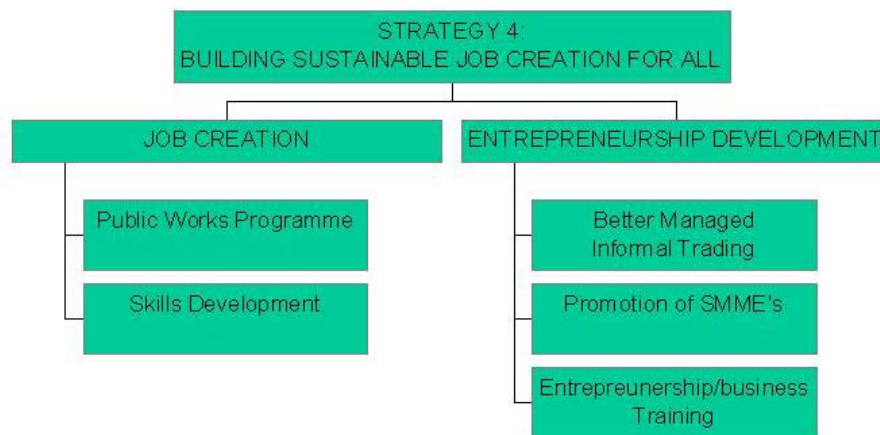 STRATEGY 4:
BUILDING SUSTAINABLE JOB CREATION FOR ALL
JOB CREATION
ENTREPRENEURSHIP DEVELOPMENT
Public Works Programme
Skills Development
Better Managed
Informal Trading
Promotion of SMME's
Entrepreunership/business
Training